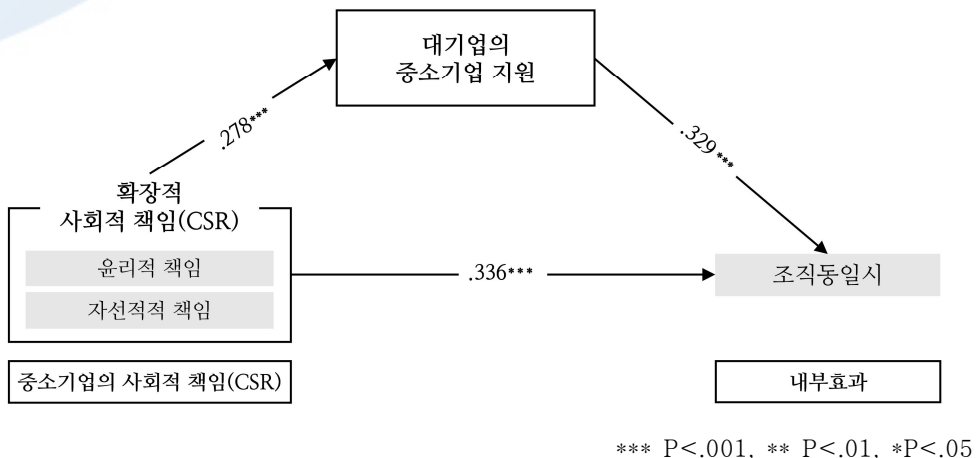 대기업의
중소기업 지원
.278***
.329***
확장적
사회적 책임(CSR)
윤리적 책임
자선적적 책임
.336***
조직동일시
중소기업의 사회적 책임(CSR)
내부효과
*** P<.001, ** P<.01, *P<.05